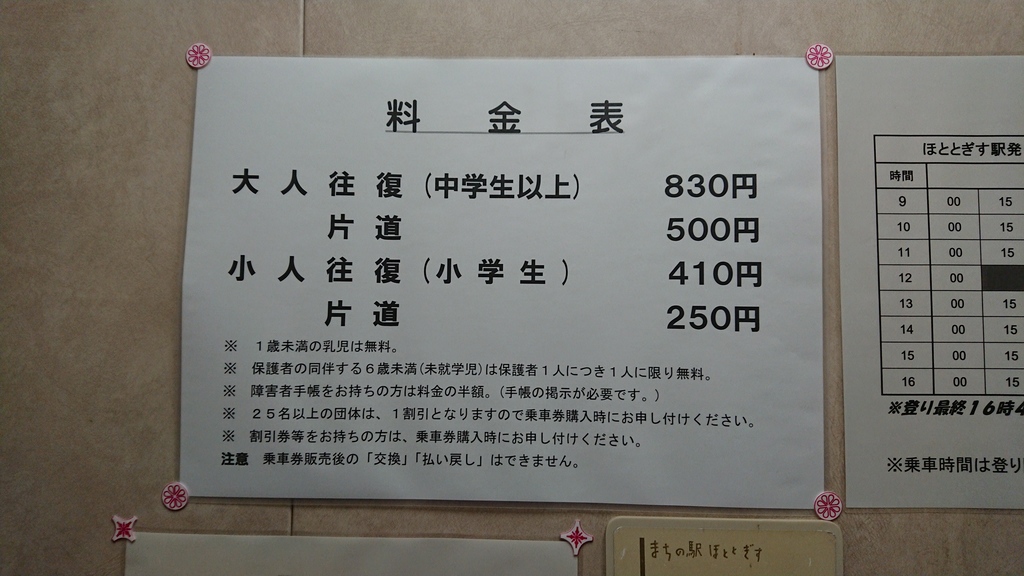 料金表
大人往復(中学生以上) 830円
片道 500円
小人往復(小学生) 410円
片道 250円
※ 1歳未満の乳児は無料。
※ 保護者の同伴する6歳未満(未就学児)は保護者1人につき1人に限り無料。
※ 障害者手帳をお持ちの方は料金の半額。(手帳の掲示が必要です。)
※ 25名以上の団体は、1割引となりますので乗車券購入時にお申し付けください。
※ 割引券等をお持ちの方は、乗車券購入時にお申し付けください。
注意 乗車券販売後の「交換」「払い戻し」はできません。
ほととぎす駅発
時間
9 00 15
10 00 15
11 00 15
12 00
13 00 15
14 00 15
15 00 15
16 00 15
※登り最終16時4
※乗車時間は登り
まちの駅 ほととぎす